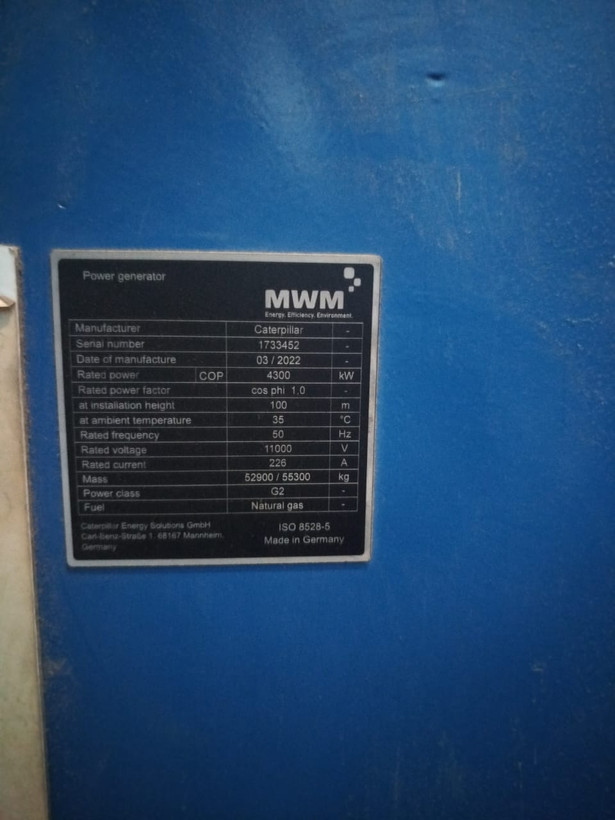 Power generator
MWM
Energy. Efficiency. Environment.
Manufacturer Caterpillar -
Serial number 1733452 -
Date of manufacture 03 / 2022 -
Rated power COP 4300 kW
Rated power factor cos phi 1,0 -
at installation height 100 m
at ambient temperature 35 °C
Rated frequency 50 Hz
Rated voltage 11000 V
Rated current 226 A
Mass 52900 / 55300 kg
Power class G2 -
Fuel Natural gas -
Caterpillar Energy Solutions GmbH
Carl-Benz-Straße 1, 68167 Mannheim,
Germany
ISO 8528-5
Made in Germany